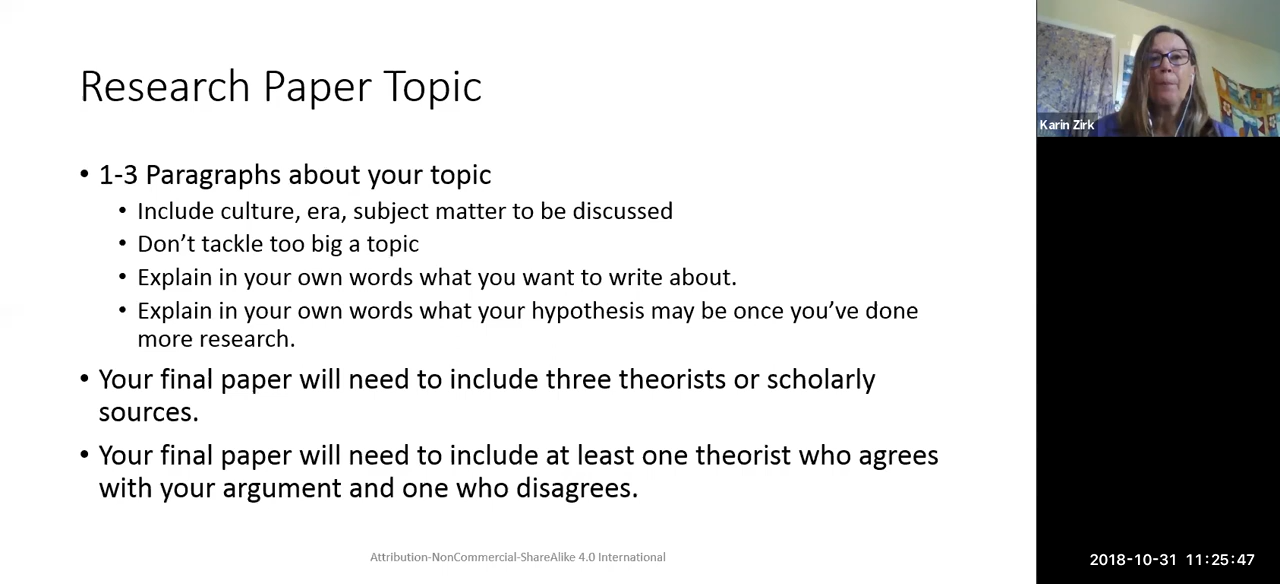 Research Paper Topic
• 1-3 Paragraphs about your topic
• Include culture, era, subject matter to be discussed
• Don’t tackle too big a topic
• Explain in your own words what you want to write about.
• Explain in your own words what your hypothesis may be once you’ve done
more research.
• Your final paper will need to include three theorists or scholarly
sources.
• Your final paper will need to include at least one theorist who agrees
with your argument and one who disagrees.
Attribution-NonCommercial-ShareAlike 4.0 International
Karin Zirk
2018-10-31 11:25:47